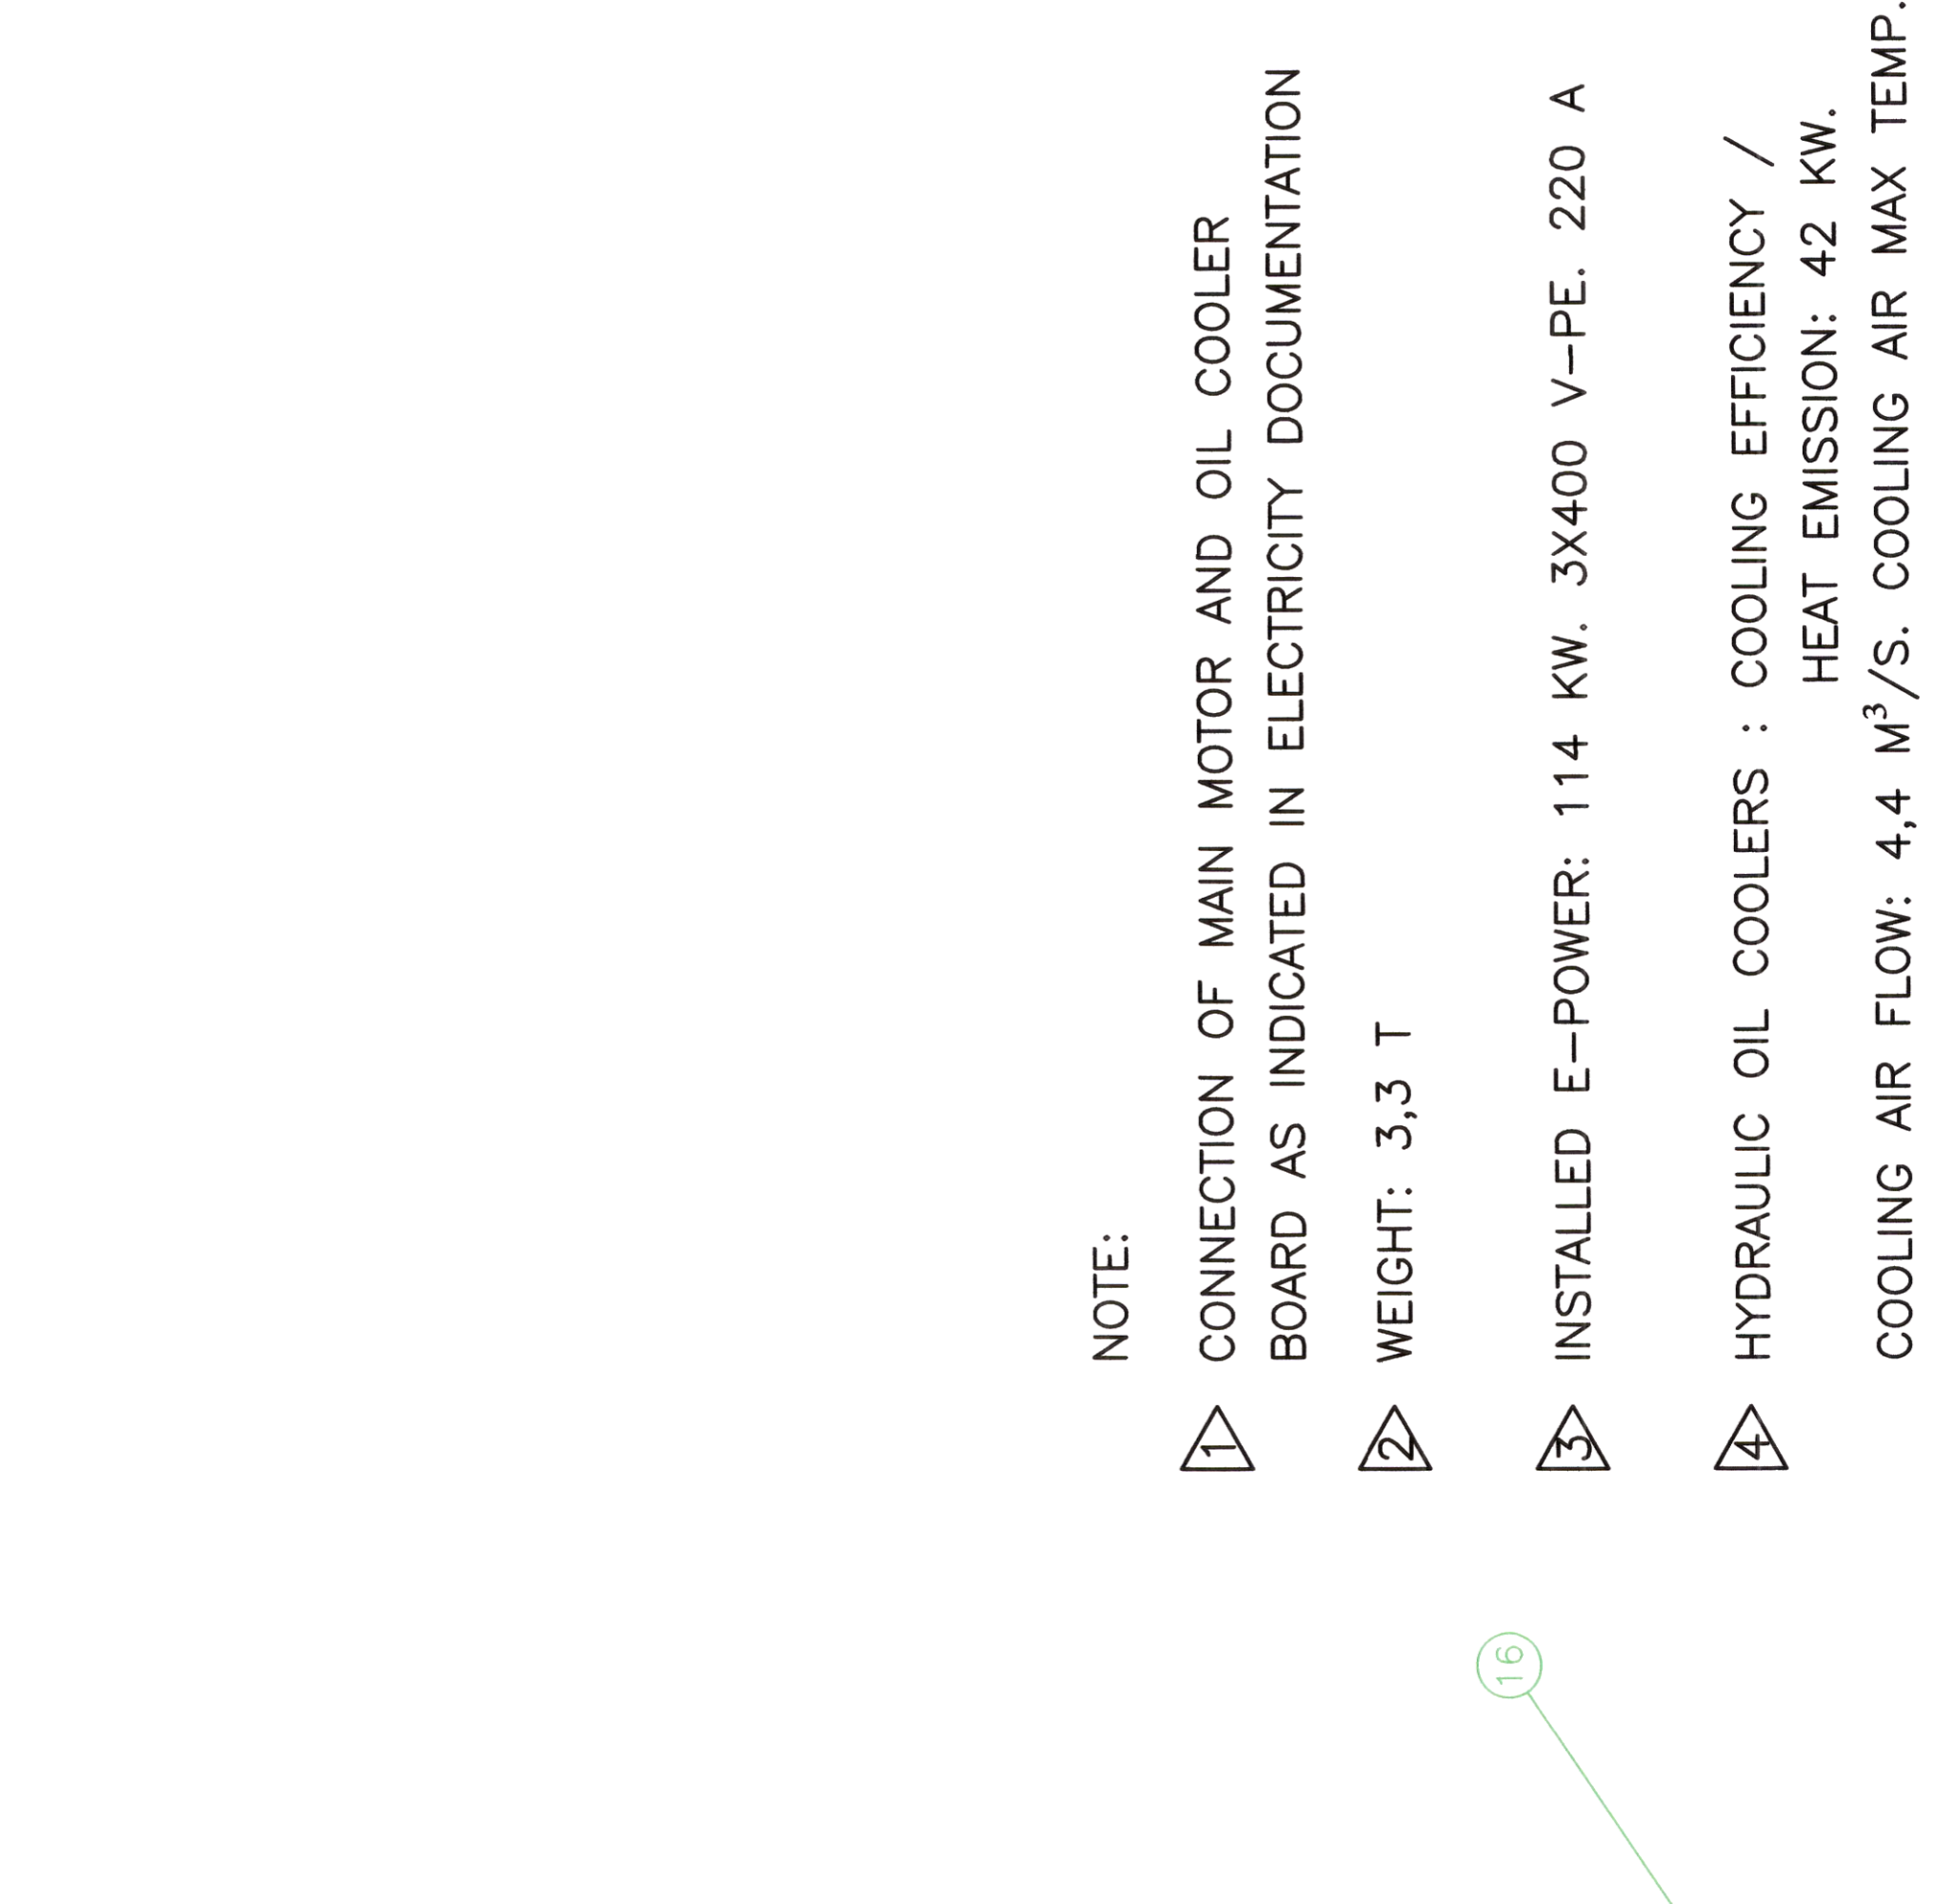 NOTE:
1 CONNECTION OF MAIN MOTOR AND OIL COOLER
BOARD AS INDICATED IN ELECTRICITY DOCUMENTATION
2 WEIGHT: 3,3 T
3 INSTALLED E-POWER: 114 KW. 3X400 V-PE. 220 A
4 HYDRAULIC OIL COOLERS : COOLING EFFICIENCY /
HEAT EMISSION: 42 KW.
COOLING AIR FLOW: 4,4 M³/S. COOLING AIR MAX TEMP.
16